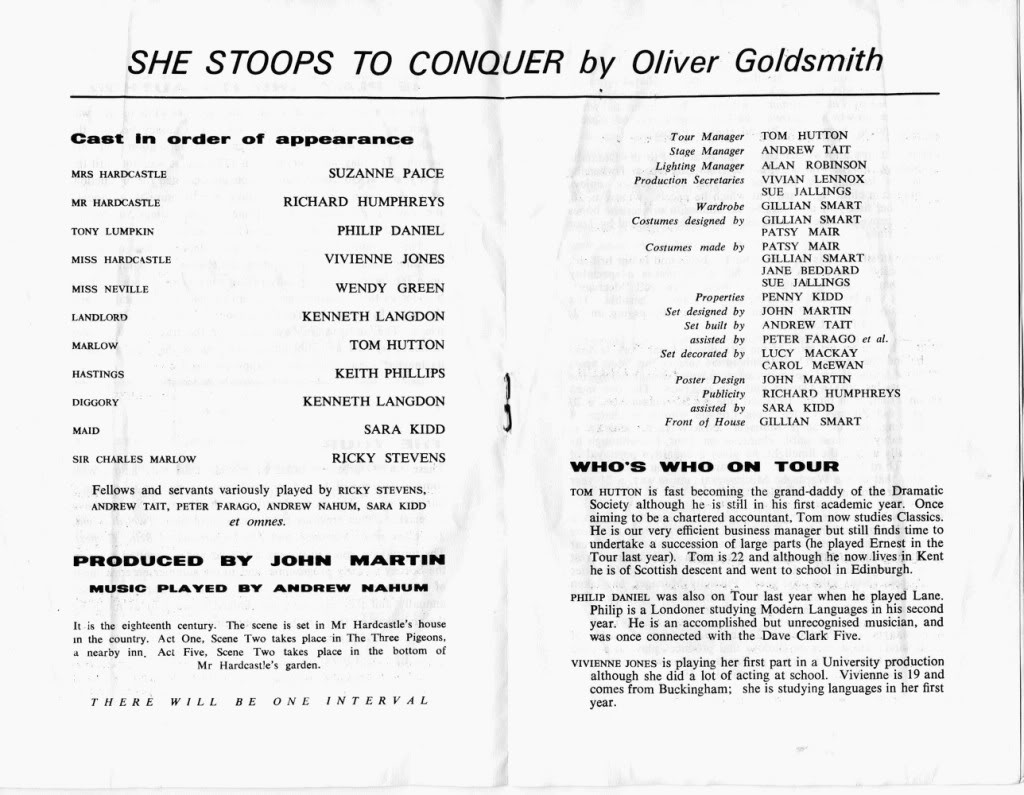 SHE STOOPS TO CONQUER by Oliver Goldsmith
Cast in order of appearance
MRS HARDCASTLE SUZANNE PAICE
MR HARDCASTLE RICHARD HUMPHREYS
TONY LUMPKIN PHILIP DANIEL
MISS HARDCASTLE VIVIENNE JONES
MISS NEVILLE WENDY GREEN
LANDLORD KENNETH LANGDON
MARLOW TOM HUTTON
HASTINGS KEITH PHILLIPS
DIGGORY KENNETH LANGDON
MAID SARA KIDD
SIR CHARLES MARLOW RICKY STEVENS
Fellows and servants variously played by RICKY STEVENS,
ANDREW TAIT, PETER FARAGO, ANDREW NAHUM, SARA KIDD
et omnes.
PRODUCED BY JOHN MARTIN
MUSIC PLAYED BY ANDREW NAHUM
It is the eighteenth century. The scene is set in Mr Hardcastle's house
in the country. Act One, Scene Two takes place in The Three Pigeons,
a nearby inn. Act Five, Scene Two takes place in the bottom of
Mr Hardcastle's garden.
THERE WILL BE ONE INTERVAL
Tour Manager TOM HUTTON
Stage Manager ANDREW TAIT
Lighting Manager ALAN ROBINSON
Production Secretaries VIVIAN LENNOX
SUE JALLINGS
Wardrobe GILLIAN SMART
Costumes designed by GILLIAN SMART
PATSY MAIR
Costumes made by PATSY MAIR
GILLIAN SMART
JANE BEDDARD
SUE JALLINGS
Properties PENNY KIDD
Set designed by JOHN MARTIN
Set built by ANDREW TAIT
assisted by PETER FARAGO et al.
Set decorated by LUCY MACKAY
CAROL McEWAN
Poster Design JOHN MARTIN
Publicity RICHARD HUMPHREYS
assisted by SARA KIDD
Front of House GILLIAN SMART
WHO'S WHO ON TOUR
TOM HUTTON is fast becoming the grand-daddy of the Dramatic
Society although he is still in his first academic year. Once
aiming to be a chartered accountant, Tom now studies Classics.
He is our very efficient business manager but still finds time to
undertake a succession of large parts (he played Ernest in the
Tour last year). Tom is 22 and although he now lives in Kent
he is of Scottish descent and went to school in Edinburgh.
PHILIP DANIEL was also on Tour last year when he played Lane.
Philip is a Londoner studying Modern Languages in his second
year. He is an accomplished but unrecognised musician, and
was once connected with the Dave Clark Five.
VIVIENNE JONES is playing her first part in a University production
although she did a lot of acting at school. Vivienne is 19 and
comes from Buckingham; she is studying languages in her first
year.